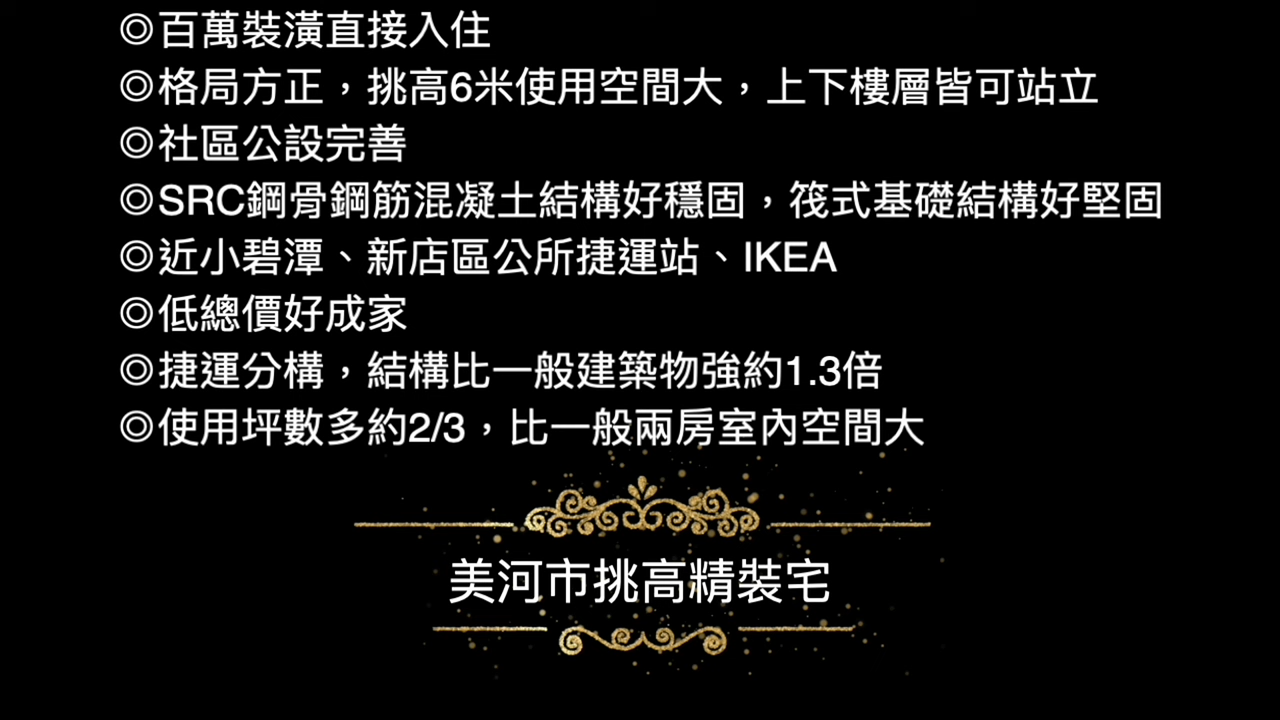 ◎百萬裝潢直接入住
◎格局方正，挑高6米使用空間大，上下樓層皆可站立
◎社區公設完善
◎SRC鋼骨鋼筋混凝土結構好穩固，筏式基礎結構好堅固
◎近小碧潭、新店區公所捷運站、IKEA
◎低總價好成家
◎捷運分構，結構比一般建築物強約1.3倍
◎使用坪數多約2/3，比一般兩房室內空間大
美河市挑高精裝宅